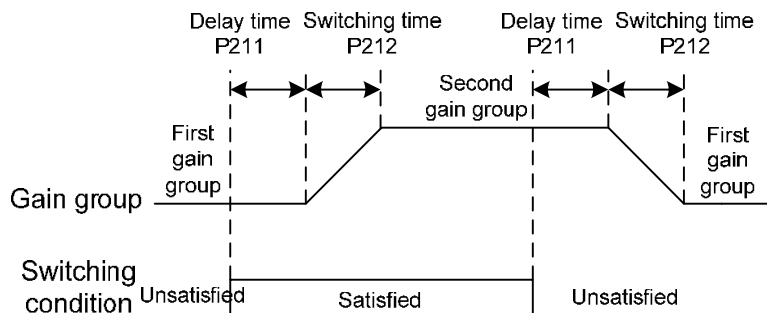 Delay time
P211
Switching time
P212
Delay time
P211
Switching time
P212
Second
gain group
First
gain
group
First
gain
group
Gain group
Switching
condition
Unsatisfied
Satisfied
Unsatisfied